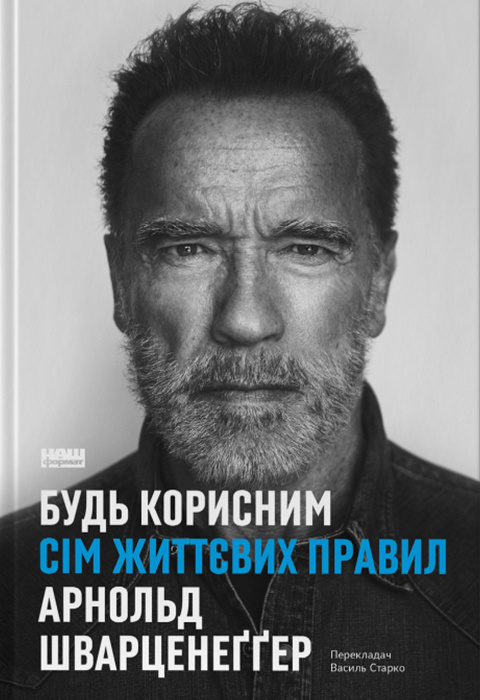 наш
формат
БУДЬ КОРИСНИМ
СІМ ЖИТТЄВИХ ПРАВИЛ
АРНОЛЬД
ШВАРЦЕНЕҐҐЕР
Перекладач
Василь Старко